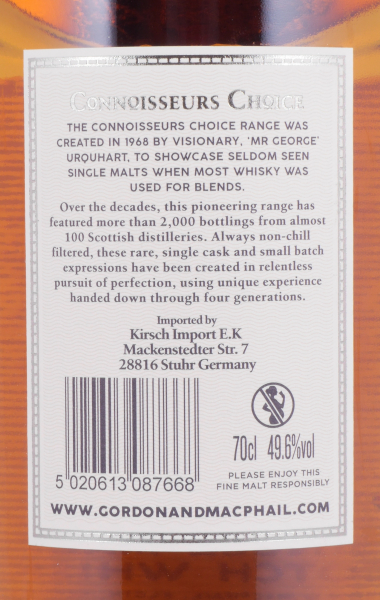 CONNOISSEURS CHOICE
THE CONNOISSEURS CHOICE RANGE WAS
CREATED IN 1968 BY VISIONARY, 'MR GEORGE'
URQUHART, TO SHOWCASE SELDOM SEEN
SINGLE MALTS WHEN MOST WHISKY WAS
USED FOR BLENDS.
Over the decades, this pioneering range has
featured more than 2,000 bottlings from almost
100 Scottish distilleries. Always non-chill
filtered, these rare, single cask and small batch
expressions have been created in relentless
pursuit of perfection, using unique experience
handed down through four generations.
Imported by
Kirsch Import E.K
Mackenstedter Str. 7
28816 Stuhr Germany
70cl 49.6%vol
PLEASE ENJOY THIS
FINE MALT RESPONSIBLY
5 020613 087668
WWW.GORDONANDMACPHAIL.COM